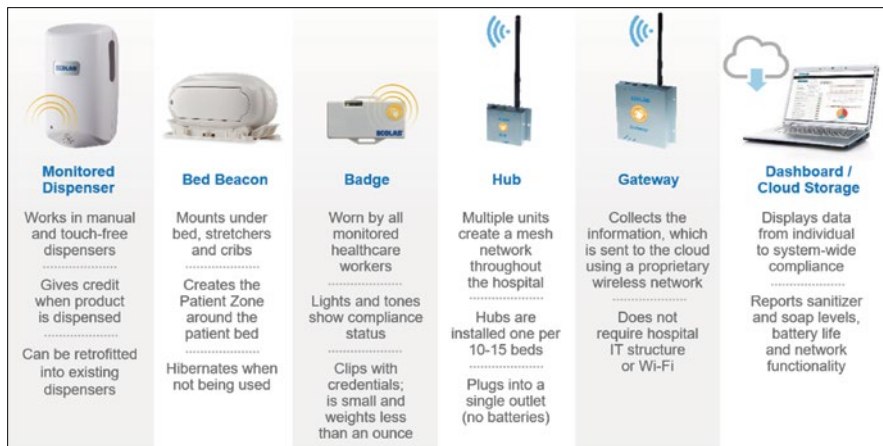 ECOLAB
ECOLAB
Monitored
Dispenser
Works in manual
and touch-free
dispensers
Gives credit
when product
is dispensed
Can be retrofitted
into existing
dispensers
Bed Beacon
Mounts under
bed, stretchers
and cribs
Creates the
Patient Zone
around the
patient bed
Hibernates when
not being used
Badge
Worn by all
monitored
healthcare
workers
Lights and tones
show compliance
status
Clips with
credentials;
is small and
weights less
than an ounce
Hub
Multiple units
create a mesh
network
throughout
the hospital
Hubs are
installed one per
10-15 beds
Plugs into a
single outlet
(no batteries)
Gateway
Collects the
information, which
is sent to the cloud
using a proprietary
wireless network
Does not
require hospital
IT structure
or Wi-Fi
Dashboard /
Cloud Storage
Displays data
from individual
to system-wide
compliance
Reports sanitizer
and soap levels,
battery life
and network
functionality